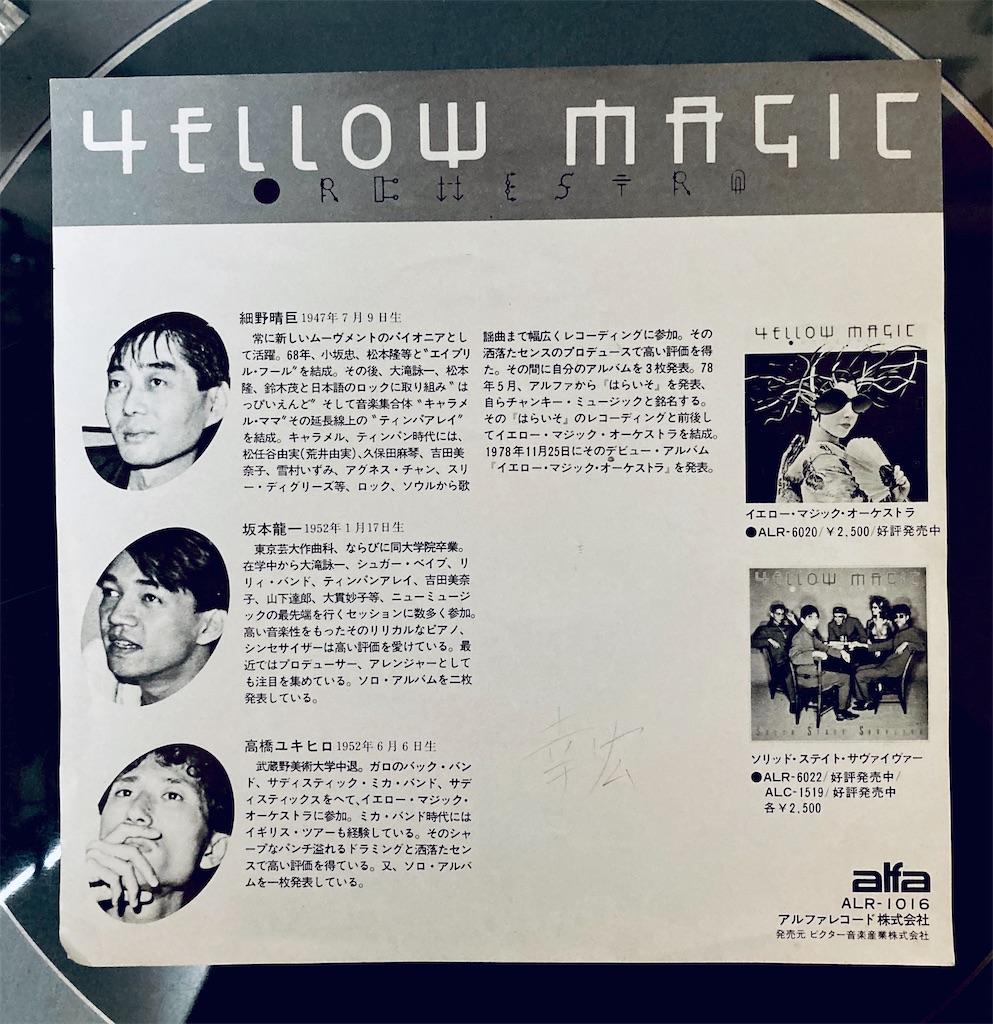 YELLOW MAGIC
ORCHESTRA
細野晴臣 1947年7月9日生
常に新しいムーヴメントのパイオニアとし
て活躍。68年、小坂忠、松本隆等と“エイプリ
ル・フール”を結成。その後、大滝詠一、松本
隆、鈴木茂と日本語のロックに取り組み“は
っぴいえんど”そして音楽集合体“キャラメ
ル・ママ”その延長線上の“ティンパアレイ”
を結成。キャラメル、ティンパン時代には、
松任谷由実(荒井由実)、久保田麻琴、吉田美
奈子、雪村いずみ、アグネス・チャン、スリ
ー・ディグリーズ等、ロック、ソウルから歌
謡曲まで幅広くレコーディングに参加。その
洒落たセンスのプロデュースで高い評価を得
た。その間に自分のアルバムを3枚発表。78
年5月、アルファから『はらいそ』を発表、
自らチャンキー・ミュージックと銘名する。
その『はらいそ』のレコーディングと前後し
てイエロー・マジック・オーケストラを結成。
1978年11月25日にそのデビュー・アルバム
『イエロー・マジック・オーケストラ』を発表。
坂本龍一 1952年1月17日生
東京芸大作曲科、ならびに同大学院卒業。
在学中から大滝詠一、シュガー・ベイブ、リ
リィ・バンド、ティンパンアレイ、吉田美奈
子、山下達郎、大貫妙子等、ニューミュージ
ックの最先端を行くセッションに数多く参加。
高い音楽性をもったそのリリカルなピアノ、
シンセサイザーは高い評価を受けている。最
近ではプロデューサー、アレンジャーとして
も注目を集めている。ソロ・アルバムを二枚
発表している。
高橋ユキヒロ 1952年6月6日生
武蔵野美術大学中退。ガロのバック・バン
ド、サディスティック・ミカ・バンド、サデ
ィスティックスをへて、イエロー・マジック・
オーケストラに参加。ミカ・バンド時代には
イギリス・ツアーも経験している。そのシャ
ープなパンチ溢れるドラミングと洒落たセン
スで高い評価を得ている。又、ソロ・アルバ
ムを一枚発表している。
幸宏
YELLOW MAGIC
イエロー・マジック・オーケストラ
●ALR-6020/￥2,500/好評発売中
YELLOW MAGIC
SOLID STATE SURVIVOR
ソリッド・ステイト・サヴァイヴァー
●ALR-6022/好評発売中/
ALC-1519/好評発売中
各￥2,500
alfa
ALR-1016
アルファレコード株式会社
発売元 ビクター音楽産業株式会社